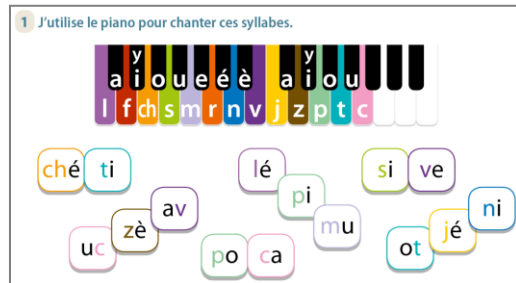 1 J'utilise le piano pour chanter ces syllabes.
y y
a i o u e é è a i o u
l f ch s m r n v j z p t c
ché ti lé si ve
pi
av ni
zè mu jé
uc po ca ot